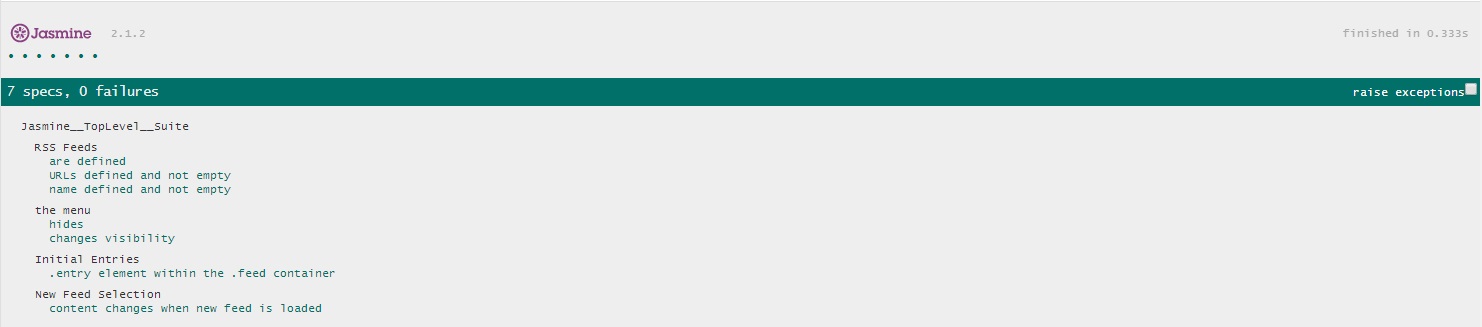 Jasmine 2.1.2 finished in 0.333s
7 specs, 0 failures raise exceptions
Jasmine__TopLevel__Suite
RSS Feeds
are defined
URLs defined and not empty
name defined and not empty
the menu
hides
changes visibility
Initial Entries
.entry element within the .feed container
New Feed Selection
content changes when new feed is loaded